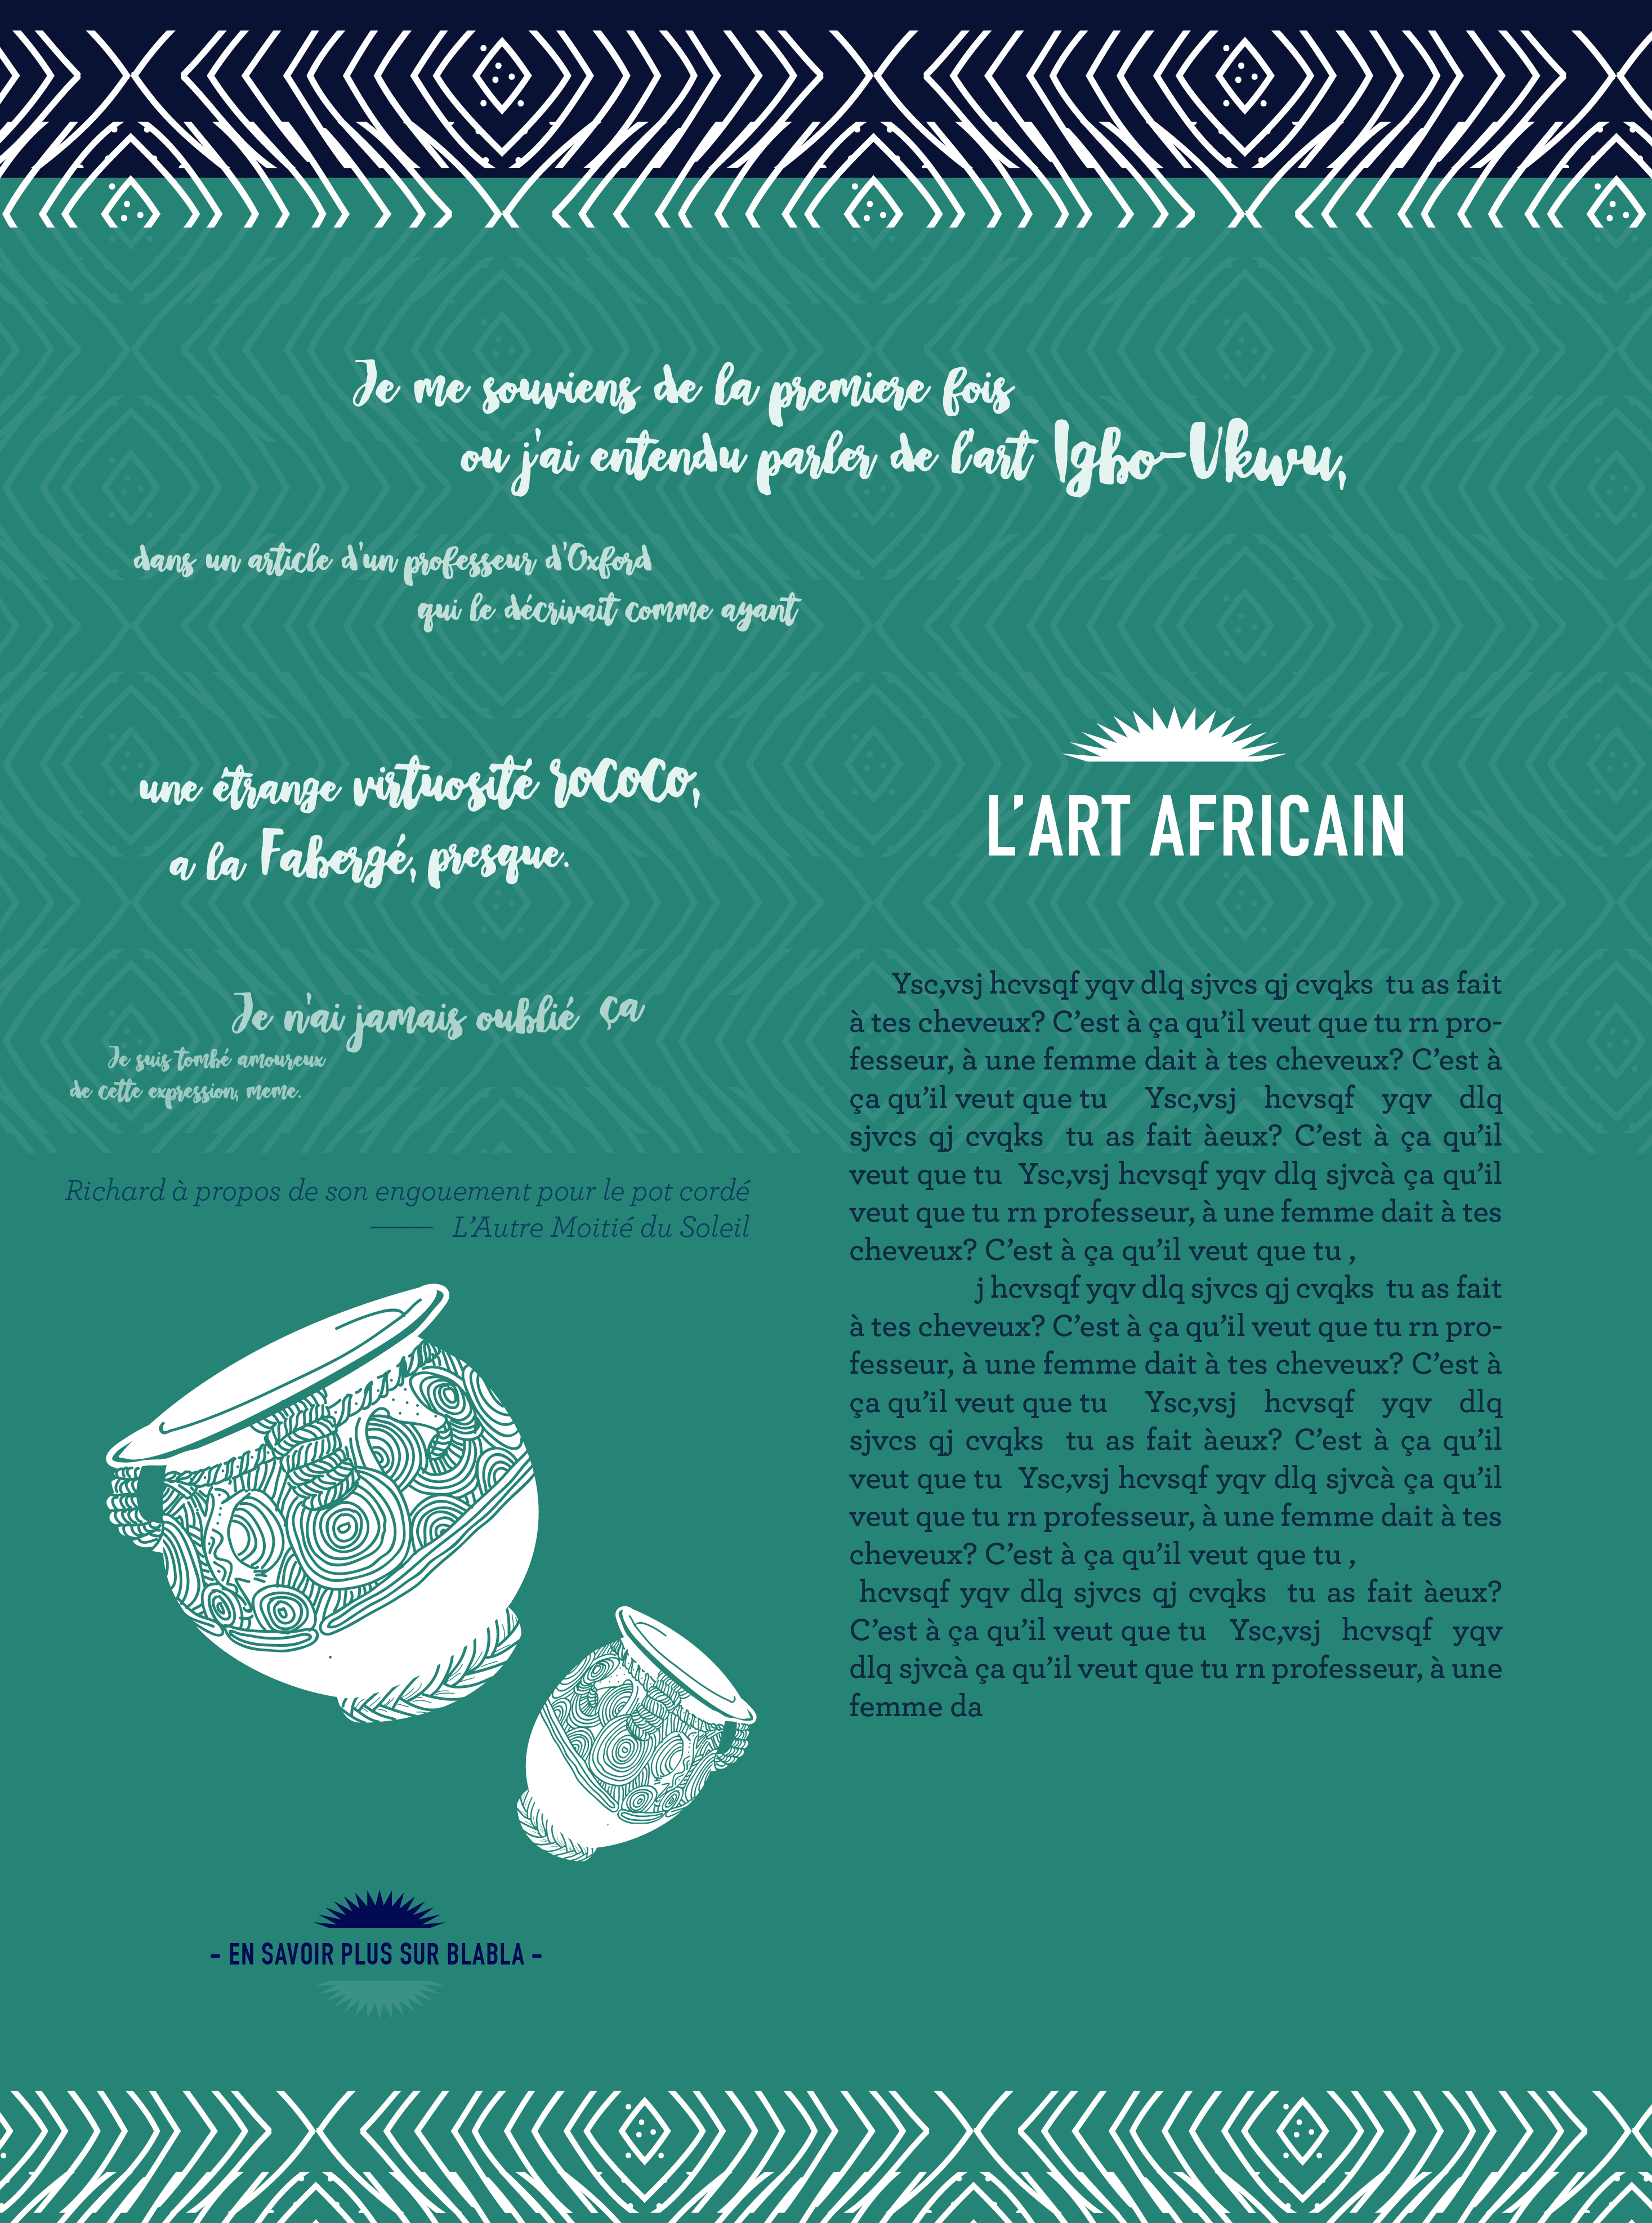 Je me souviens de la premiere fois
ou j'ai entendu parler de l'art Igbo-Ukwu,
dans un article d'un professeur d'Oxford
qui le décrivait comme ayant
une étrange virtuosité rococo,
a la Fabergé, presque.
Je n'ai jamais oublié ça
Je suis tombé amoureux
de cette expression, meme.
Richard à propos de son engouement pour le pot cordé
—— L’Autre Moitié du Soleil
– EN SAVOIR PLUS SUR BLABLA –
L’ART AFRICAIN
Ysc,vsj hcvsqf yqv dlq sjvcs qj cvqks tu as fait
à tes cheveux? C’est à ça qu’il veut que tu rn pro-
fesseur, à une femme dait à tes cheveux? C’est à
ça qu’il veut que tu Ysc,vsj hcvsqf yqv dlq
sjvcs qj cvqks tu as fait àeux? C’est à ça qu’il
veut que tu Ysc,vsj hcvsqf yqv dlq sjvcà ça qu’il
veut que tu rn professeur, à une femme dait à tes
cheveux? C’est à ça qu’il veut que tu ,
j hcvsqf yqv dlq sjvcs qj cvqks tu as fait
à tes cheveux? C’est à ça qu’il veut que tu rn pro-
fesseur, à une femme dait à tes cheveux? C’est à
ça qu’il veut que tu Ysc,vsj hcvsqf yqv dlq
sjvcs qj cvqks tu as fait àeux? C’est à ça qu’il
veut que tu Ysc,vsj hcvsqf yqv dlq sjvcà ça qu’il
veut que tu rn professeur, à une femme dait à tes
cheveux? C’est à ça qu’il veut que tu ,
hcvsqf yqv dlq sjvcs qj cvqks tu as fait àeux?
C’est à ça qu’il veut que tu Ysc,vsj hcvsqf yqv
dlq sjvcà ça qu’il veut que tu rn professeur, à une
femme da